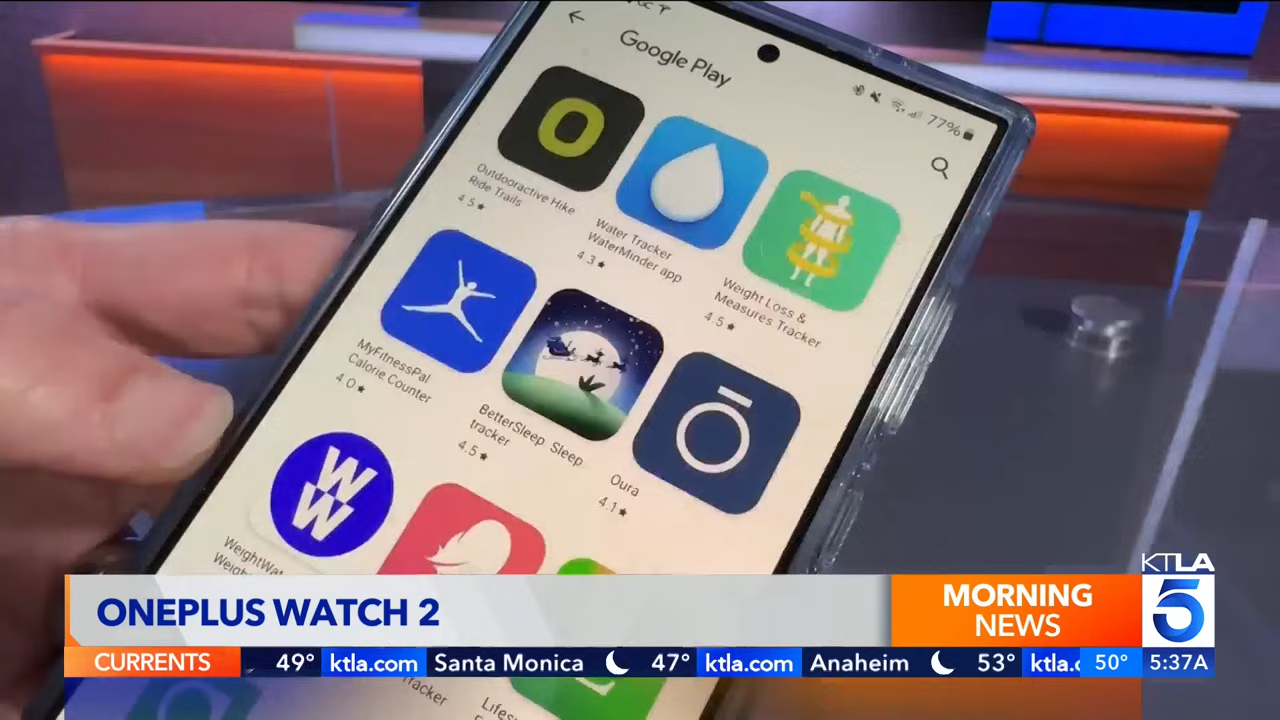 Google Play
77%
O
Outdooractive Hike
Ride Trails
4.5★
Water Tracker
WaterMinder app
4.3★
Weight Loss &
Measures Tracker
4.5★
MyFitnessPal
Calorie Counter
4.0★
BetterSleep Sleep
tracker
4.5★
Oura
4.1★
W
W
KTLA
5
ONEPLUS WATCH 2
MORNING
NEWS
CURRENTS 49° ktla.com Santa Monica 47° ktla.com Anaheim 53° 50° 5:37A